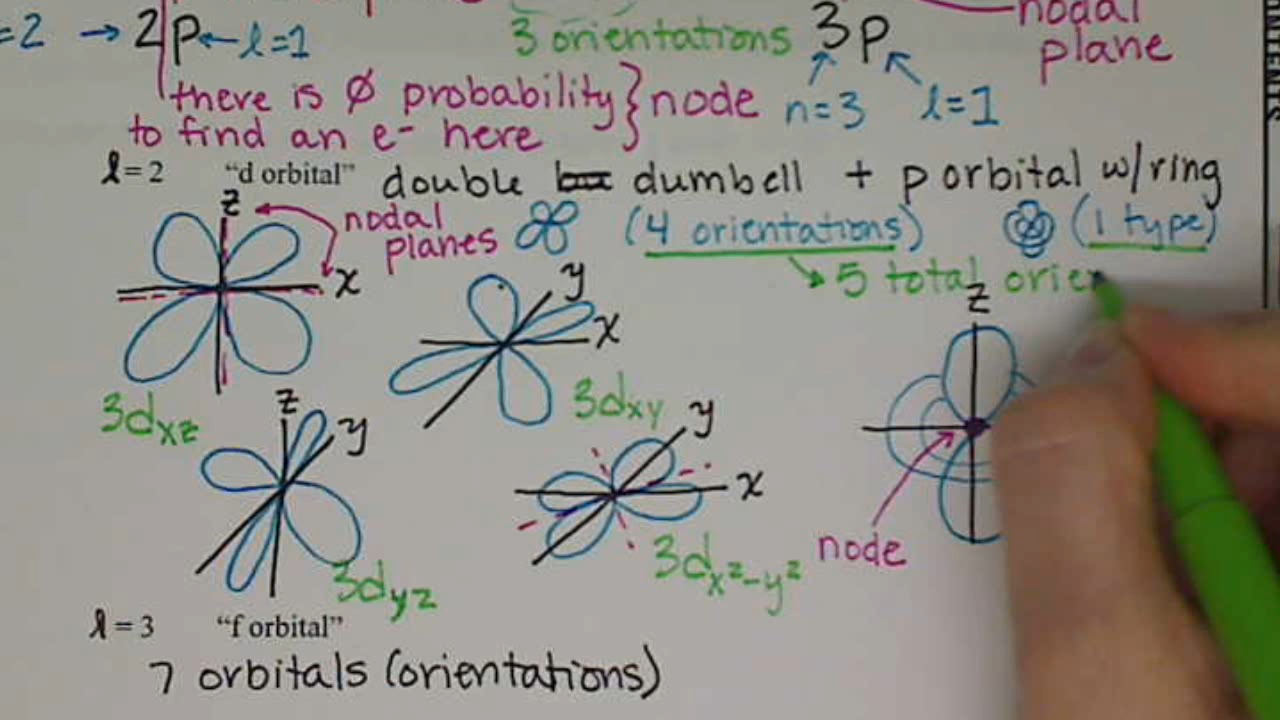 nodal
=2 → 2p ← l=1
3 orientations 3p
plane
there is ∅ probability } node n=3 l=1
to find an e- here
l = 2 "d orbital" double dumbell + p orbital w/ring
z
nodal
planes
(4 orientations) (1 type)
→ 5 total orien
x
y
x
z
3dxz
3dxy
z
y
y
x
node
3dx²-y²
3dyz
l = 3 "f orbital"
7 orbitals (orientations)